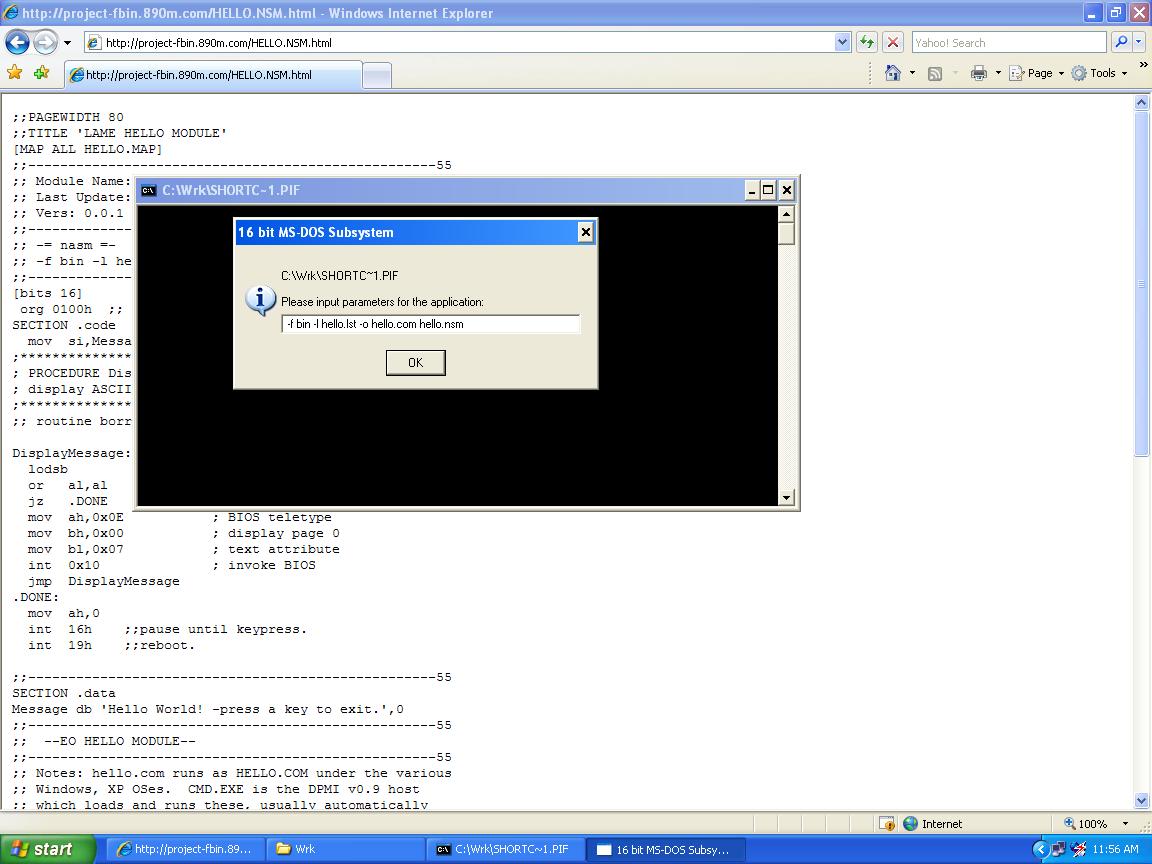 http://project-fbin.890m.com/HELLO.NSM.html - Windows Internet Explorer
http://project-fbin.890m.com/HELLO.NSM.html
Yahoo! Search
http://project-fbin.890m.com/HELLO.NSM.html
Page
Tools
;;PAGEWIDTH 80
;;TITLE 'LAME HELLO MODULE'
[MAP ALL HELLO.MAP]
;;---------------------------------------------------55
;; Module Name:
;; Last Update:
;; Vers: 0.0.1
;;-------------
;; -= nasm =-
;; -f bin -l he
;;-------------
[bits 16]
org 0100h ;;
SECTION .code
mov si,Messa
;**************
; PROCEDURE Dis
; display ASCII
;**************
;; routine borr
DisplayMessage:
lodsb
or al,al
jz .DONE
mov ah,0x0E ; BIOS teletype
mov bh,0x00 ; display page 0
mov bl,0x07 ; text attribute
int 0x10 ; invoke BIOS
jmp DisplayMessage
.DONE:
mov ah,0
int 16h ;;pause until keypress.
int 19h ;;reboot.
;;---------------------------------------------------55
SECTION .data
Message db 'Hello World! -press a key to exit.',0
;;---------------------------------------------------55
;; --EO HELLO MODULE--
;;---------------------------------------------------55
;; Notes: hello.com runs as HELLO.COM under the various
;; Windows, XP OSes. CMD.EXE is the DPMI v0.9 host
;; which loads and runs these, usually automatically
C:\Wrk\SHORTC~1.PIF
16 bit MS-DOS Subsystem
C:\Wrk\SHORTC~1.PIF
Please input parameters for the application:
-f bin -l hello.lst -o hello.com hello.nsm
OK
Internet
100%
start
http://project-fbin.89...
Wrk
C:\Wrk\SHORTC~1.PIF
16 bit MS-DOS Subsy...
11:56 AM